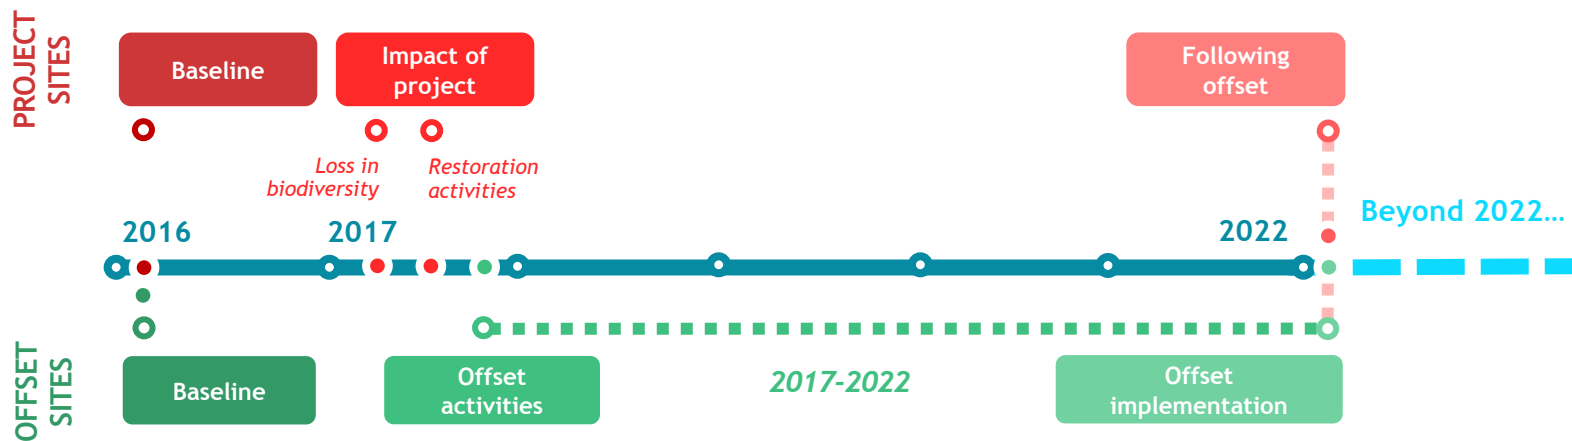 PROJECT
SITES
Baseline
Impact of
project
Following
offset
Loss in
biodiversity
Restoration
activities
2016
2017
2022
Beyond 2022…
OFFSET
SITES
Baseline
Offset
activities
2017-2022
Offset
implementation